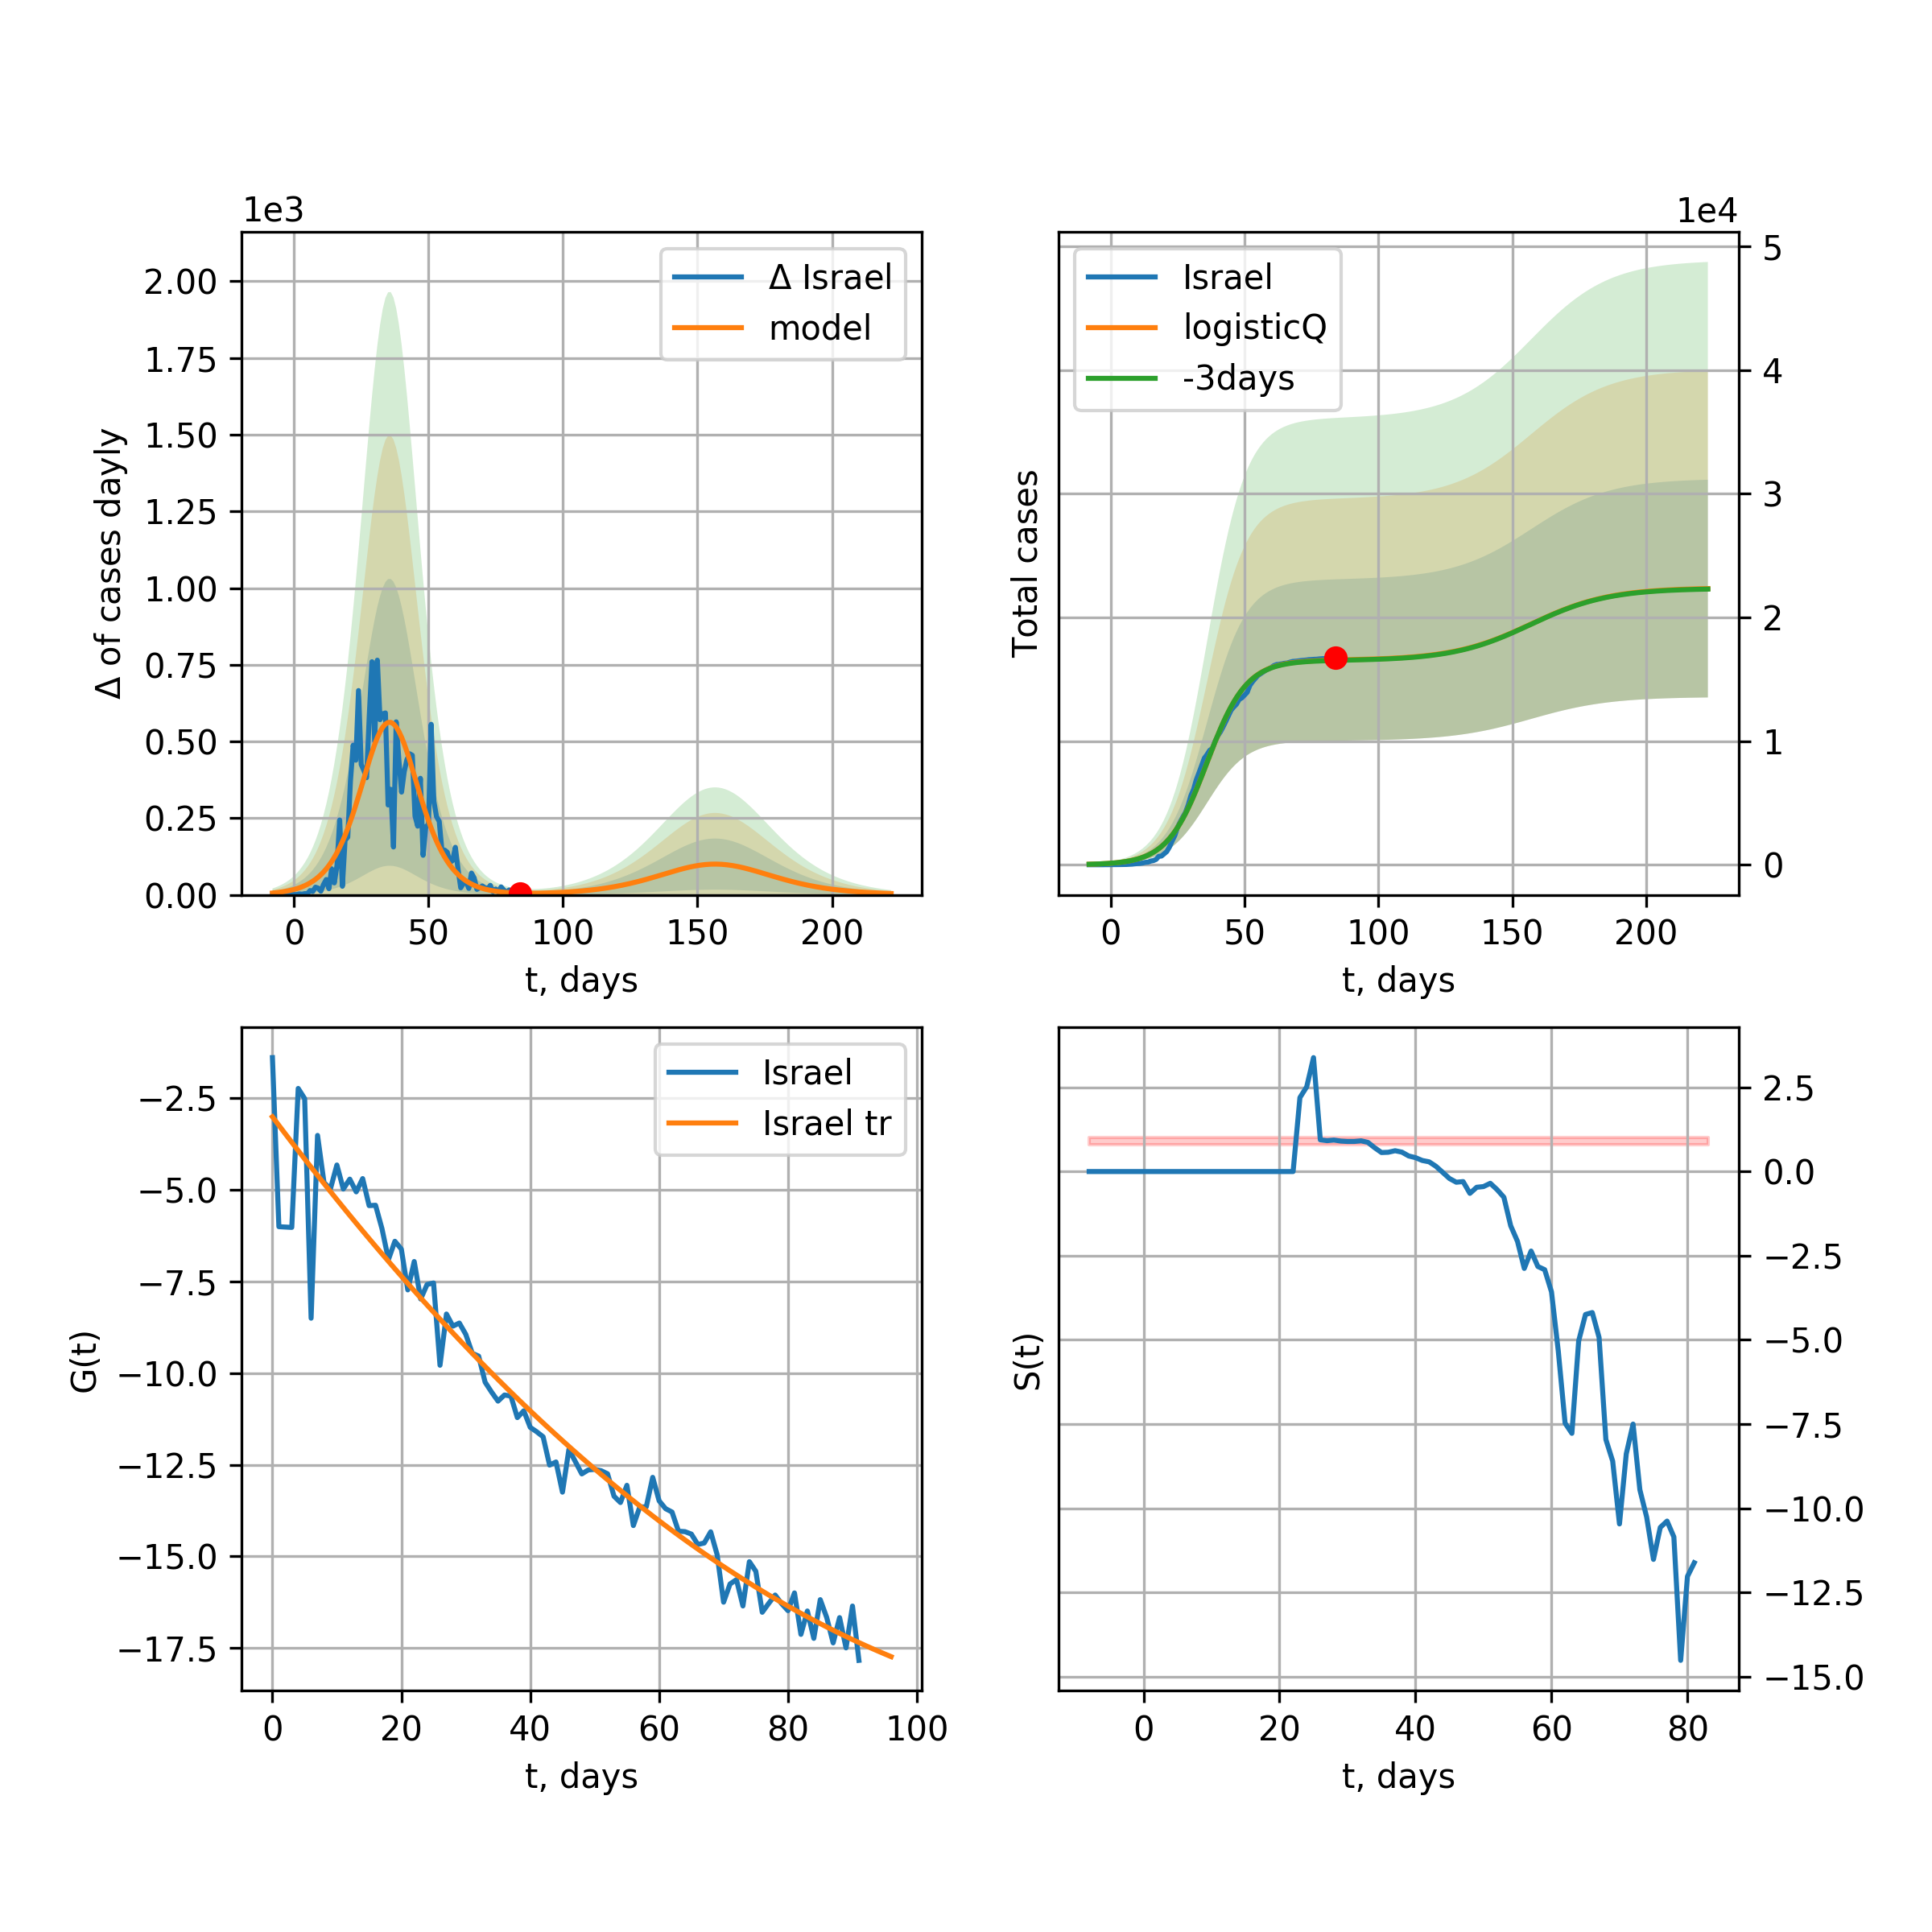 1e3
2.00
1.75
1.50
1.25
1.00
0.75
0.50
0.25
0.00
Δ of cases dayly
Δ Israel
model
0 50 100 150 200
t, days
1e4
5
4
3
2
1
0
Total cases
Israel
logisticQ
-3days
0 50 100 150 200
t, days
−2.5
−5.0
−7.5
−10.0
−12.5
−15.0
−17.5
G(t)
Israel
Israel tr
0 20 40 60 80 100
t, days
2.5
0.0
−2.5
−5.0
−7.5
−10.0
−12.5
−15.0
S(t)
0 20 40 60 80
t, days